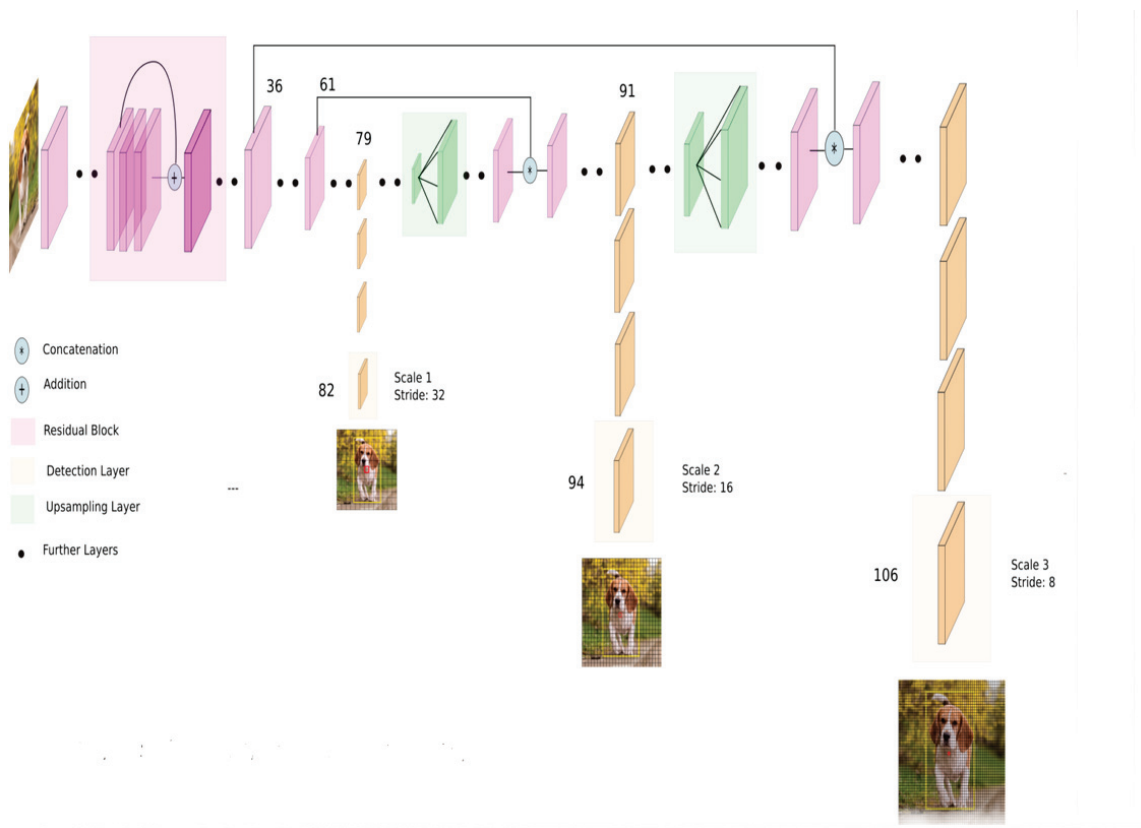 36
61
79
91
82
Scale 1
Stride: 32
94
Scale 2
Stride: 16
106
Scale 3
Stride: 8
* Concatenation
+ Addition
Residual Block
Detection Layer
Upsampling Layer
Further Layers
+
*
*